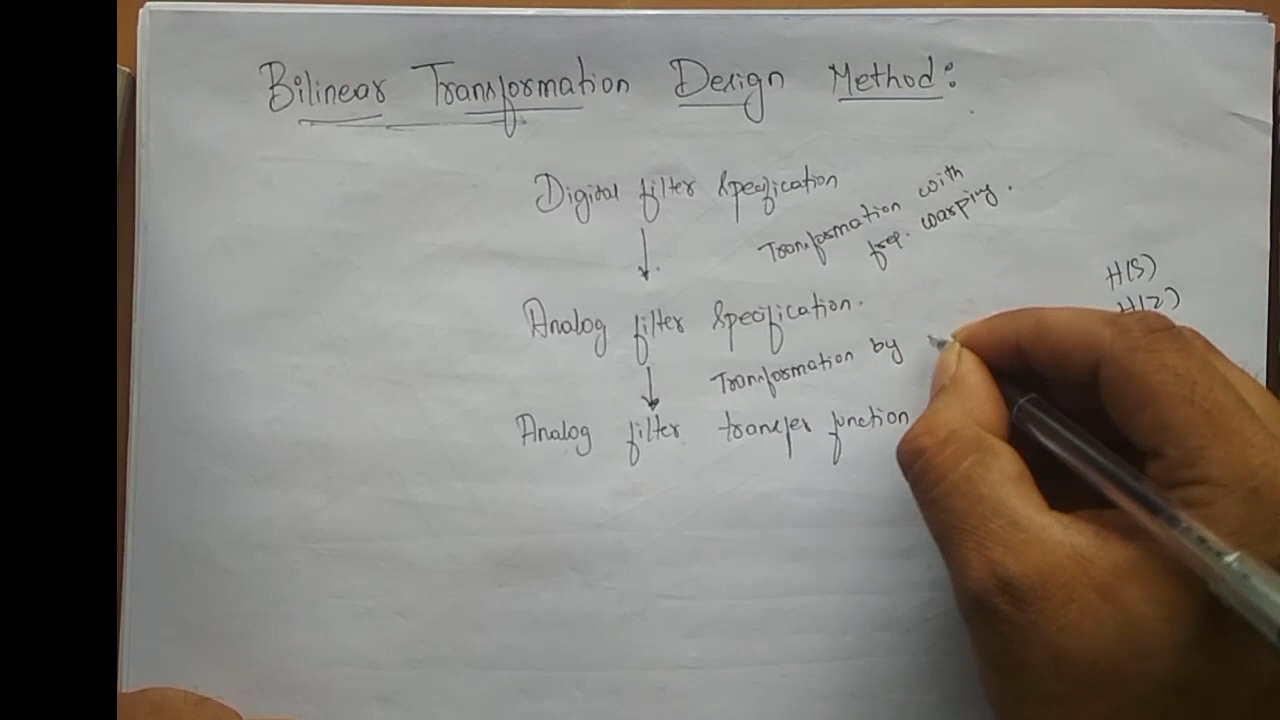 Bilinear Transformation Design Method:
Digital filter Specification
Transformation with
freq. warping.
H(S)
H(Z)
Analog filter Specification.
Transformation by
Analog filter transfer function